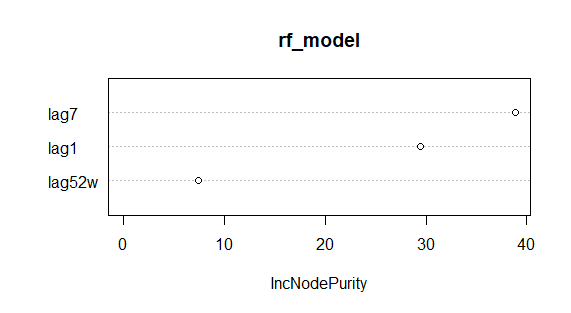 rf_model
lag7
lag1
lag52w
0 10 20 30 40
IncNodePurity